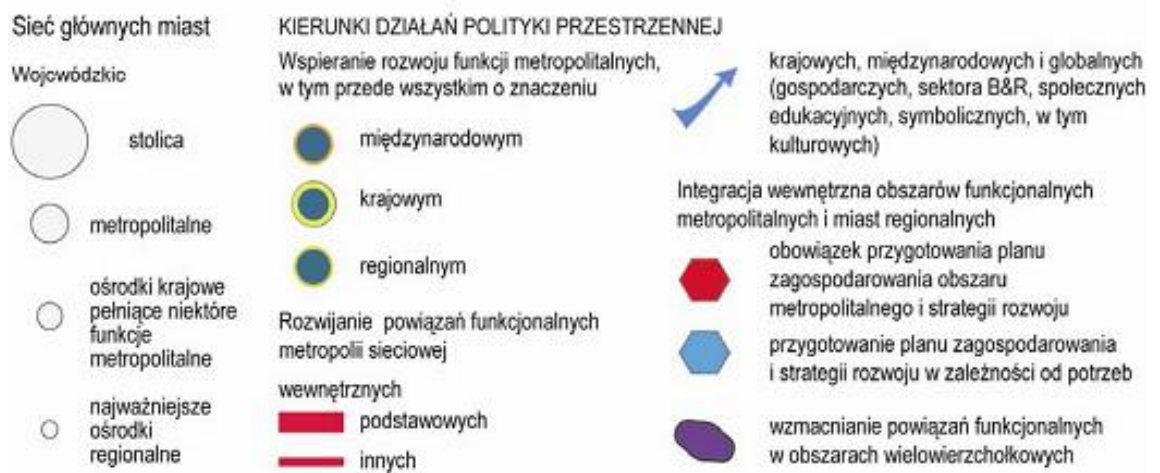 Sieć głównych miast
Wojewódzkie
stolica
metropolitalne
ośrodki krajowe
pełniące niektóre
funkcje
metropolitalne
najważniejsze
ośrodki
regionalne
KIERUNKI DZIAŁAŃ POLITYKI PRZESTRZENNEJ
Wspieranie rozwoju funkcji metropolitalnych,
w tym przede wszystkim o znaczeniu
międzynarodowym
krajowym
regionalnym
Rozwijanie powiązań funkcjonalnych
metropolii sieciowej
wewnętrznych
podstawowych
innych
krajowych, międzynarodowych i globalnych
(gospodarczych, sektora B&R, społecznych
edukacyjnych, symbolicznych, w tym
kulturowych)
Integracja wewnętrzna obszarów funkcjonalnych
metropolitalnych i miast regionalnych
obowiązek przygotowania planu
zagospodarowania obszaru
metropolitalnego i strategii rozwoju
przygotowanie planu zagospodarowania
i strategii rozwoju w zależności od potrzeb
wzmacnianie powiązań funkcjonalnych
w obszarach wielowierzchołkowych